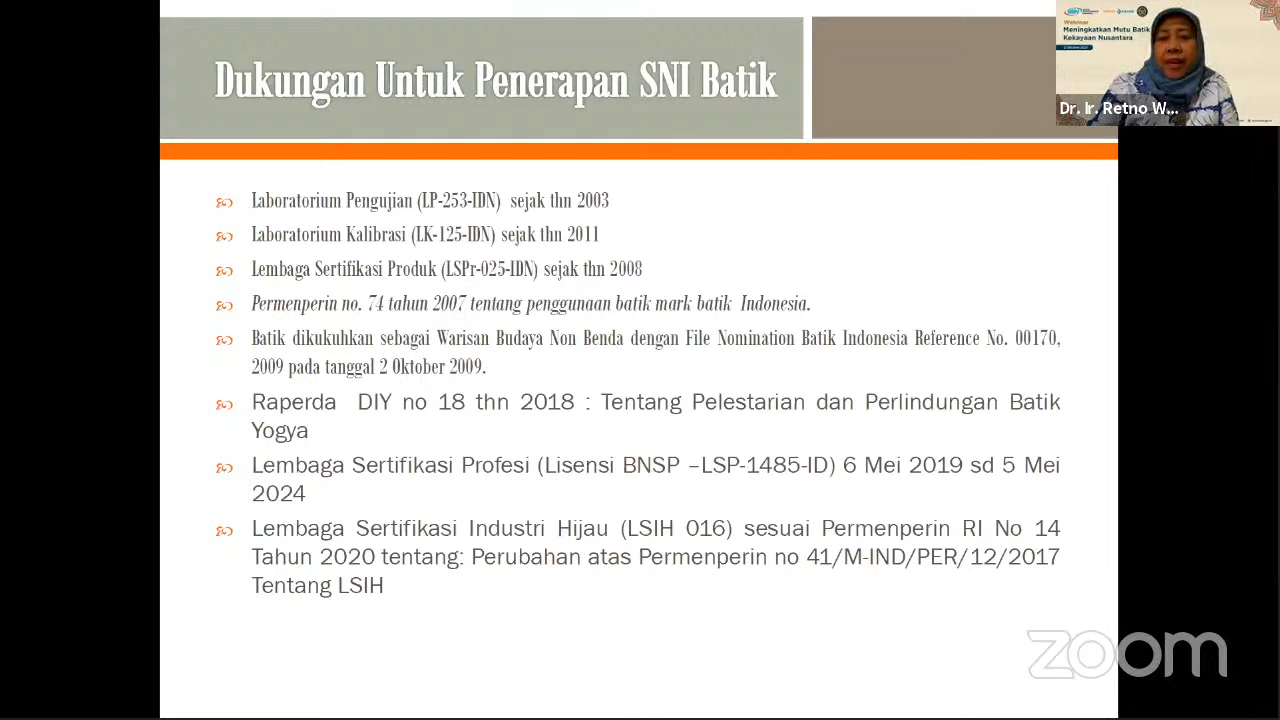 Dukungan Untuk Penerapan SNI Batik
Webinar
Meningkatkan Mutu Batik
Kekayaan Nusantara
Dr. Ir. Retno W...
Laboratorium Pengujian (LP-253-IDN) sejak thn 2003
Laboratorium Kalibrasi (LK-125-IDN) sejak thn 2011
Lembaga Sertifikasi Produk (LSPr-025-IDN) sejak thn 2008
Permenperin no. 74 tahun 2007 tentang penggunaan batik mark batik Indonesia.
Batik dikukuhkan sebagai Warisan Budaya Non Benda dengan File Nomination Batik Indonesia Reference No. 00170,
2009 pada tanggal 2 Oktober 2009.
Raperda DIY no 18 thn 2018 : Tentang Pelestarian dan Perlindungan Batik
Yogya
Lembaga Sertifikasi Profesi (Lisensi BNSP –LSP-1485-ID) 6 Mei 2019 sd 5 Mei
2024
Lembaga Sertifikasi Industri Hijau (LSIH 016) sesuai Permenperin RI No 14
Tahun 2020 tentang: Perubahan atas Permenperin no 41/M-IND/PER/12/2017
Tentang LSIH
zoom